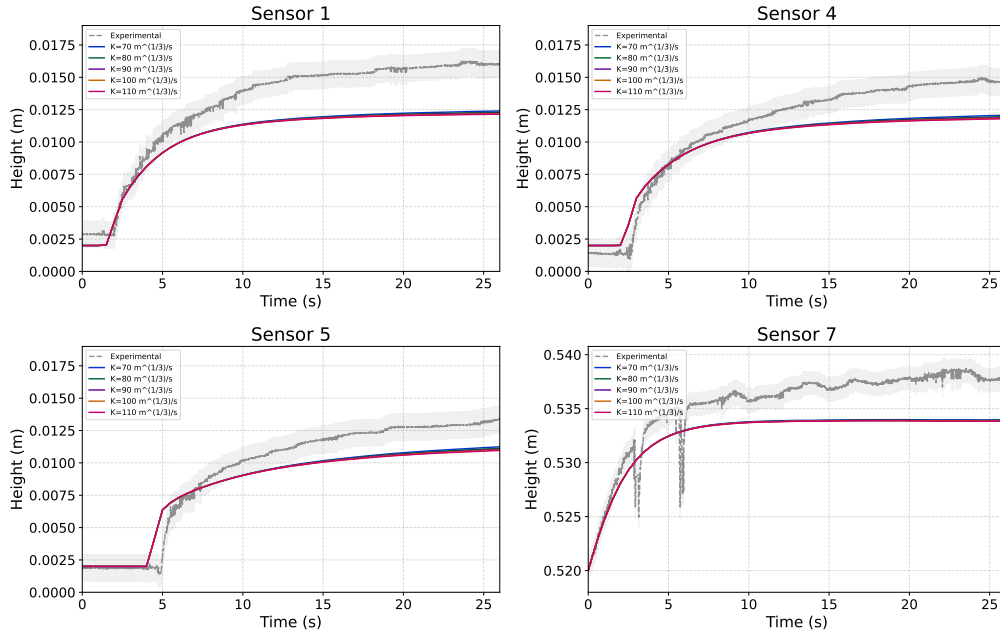 Sensor 1
0.0175
0.0150
0.0125
0.0100
0.0075
0.0050
0.0025
0.0000
Height (m)
Experimental
K=70 m^(1/3)/s
K=80 m^(1/3)/s
K=90 m^(1/3)/s
K=100 m^(1/3)/s
K=110 m^(1/3)/s
0 5 10 15 20 25
Time (s)
Sensor 4
0.0175
0.0150
0.0125
0.0100
0.0075
0.0050
0.0025
0.0000
Height (m)
Experimental
K=70 m^(1/3)/s
K=80 m^(1/3)/s
K=90 m^(1/3)/s
K=100 m^(1/3)/s
K=110 m^(1/3)/s
0 5 10 15 20 25
Time (s)
Sensor 5
0.0175
0.0150
0.0125
0.0100
0.0075
0.0050
0.0025
0.0000
Height (m)
Experimental
K=70 m^(1/3)/s
K=80 m^(1/3)/s
K=90 m^(1/3)/s
K=100 m^(1/3)/s
K=110 m^(1/3)/s
0 5 10 15 20 25
Time (s)
Sensor 7
0.540
0.535
0.530
0.525
0.520
Height (m)
Experimental
K=70 m^(1/3)/s
K=80 m^(1/3)/s
K=90 m^(1/3)/s
K=100 m^(1/3)/s
K=110 m^(1/3)/s
0 5 10 15 20 25
Time (s)